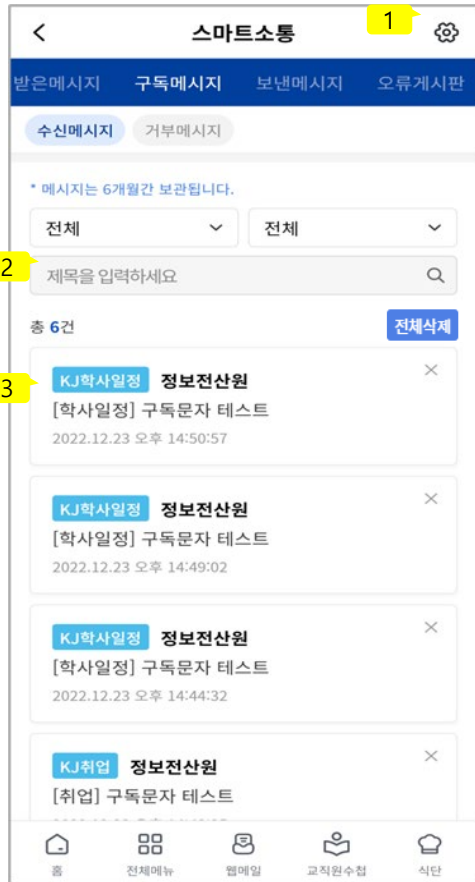 스마트소통
1
받은메시지 구독메시지 보낸메시지 오류게시판
수신메시지 거부메시지
* 메시지는 6개월간 보관됩니다.
전체 전체
2
제목을 입력하세요
총 6건 전체삭제
3
KJ학사일정 정보전산원
[학사일정] 구독문자 테스트
2022.12.23 오후 14:50:57
KJ학사일정 정보전산원
[학사일정] 구독문자 테스트
2022.12.23 오후 14:49:02
KJ학사일정 정보전산원
[학사일정] 구독문자 테스트
2022.12.23 오후 14:44:32
KJ취업 정보전산원
[취업] 구독문자 테스트
홈 전체메뉴 웹메일 교직원수첩 식단